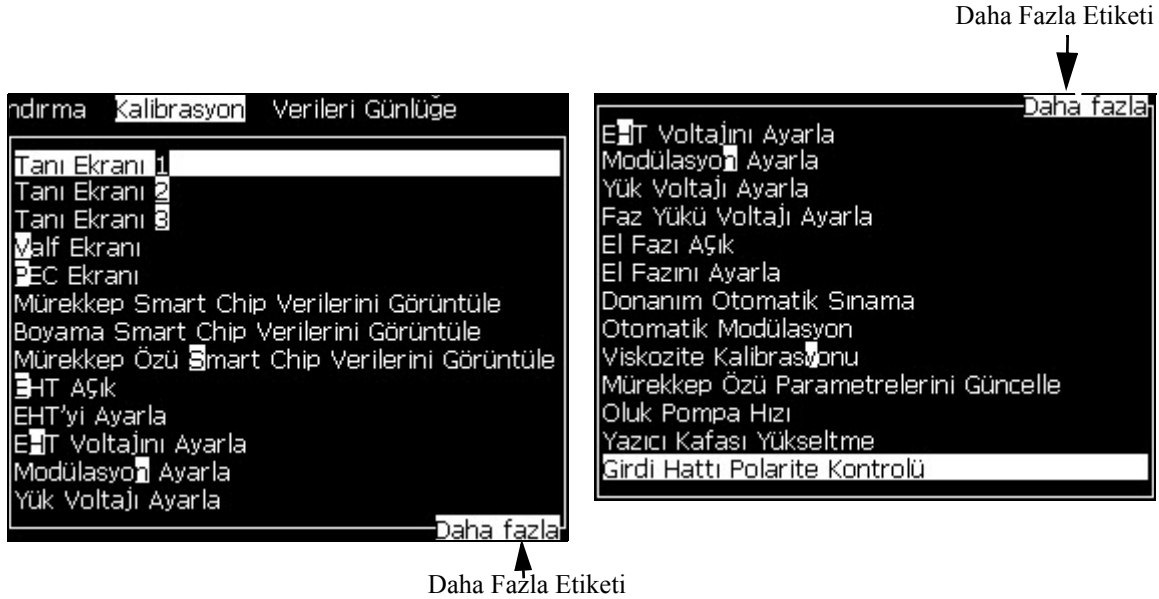 Daha Fazla Etiketi
ndırma Kalibrasyon Verileri Günlüğe
Tanı Ekranı 1
Tanı Ekranı 2
Tanı Ekranı 3
Valf Ekranı
PEC Ekranı
Mürekkep Smart Chip Verilerini Görüntüle
Boyama Smart Chip Verilerini Görüntüle
Mürekkep Özü Smart Chip Verilerini Görüntüle
EHT Açık
EHT'yi Ayarla
EHT Voltajını Ayarla
Modülasyon Ayarla
Yük Voltajı Ayarla
Daha fazla
Daha Fazla Etiketi
Daha fazla
EHT Voltajını Ayarla
Modülasyon Ayarla
Yük Voltajı Ayarla
Faz Yükü Voltajı Ayarla
El Fazı Açık
El Fazını Ayarla
Donanım Otomatik Sınama
Otomatik Modülasyon
Viskozite Kalibrasyonu
Mürekkep Özü Parametrelerini Güncelle
Oluk Pompa Hızı
Yazıcı Kafası Yükseltme
Girdi Hattı Polarite Kontrolü